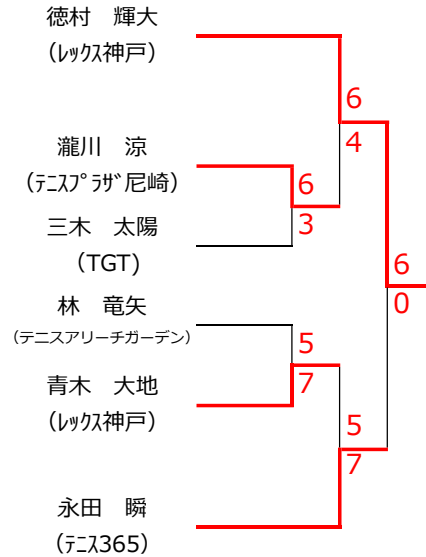 徳村　輝大
(ﾚｯｸｽ神戸)
6
4
瀧川　涼
(ﾃﾆｽﾌﾟﾗｻﾞ尼崎)
6
3
三木　太陽
(TGT)
6
0
林　竜矢
(テニスアリーチガーデン)
5
7
青木　大地
(ﾚｯｸｽ神戸)
5
7
永田　瞬
(ﾃﾆｽ365)